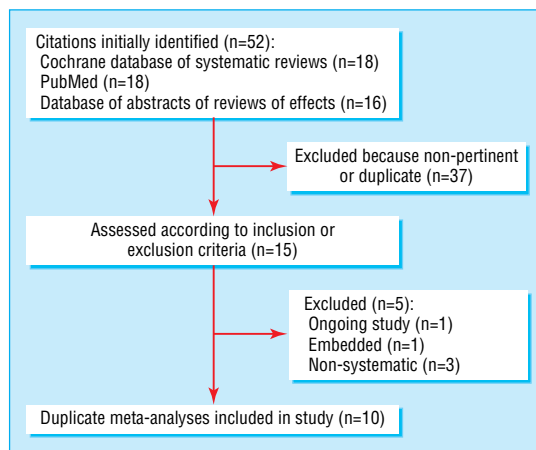 Citations initially identified (n=52):
Cochrane database of systematic reviews (n=18)
PubMed (n=18)
Database of abstracts of reviews of effects (n=16)
Excluded because non-pertinent
or duplicate (n=37)
Assessed according to inclusion or
exclusion criteria (n=15)
Excluded (n=5):
Ongoing study (n=1)
Embedded (n=1)
Non-systematic (n=3)
Duplicate meta-analyses included in study (n=10)